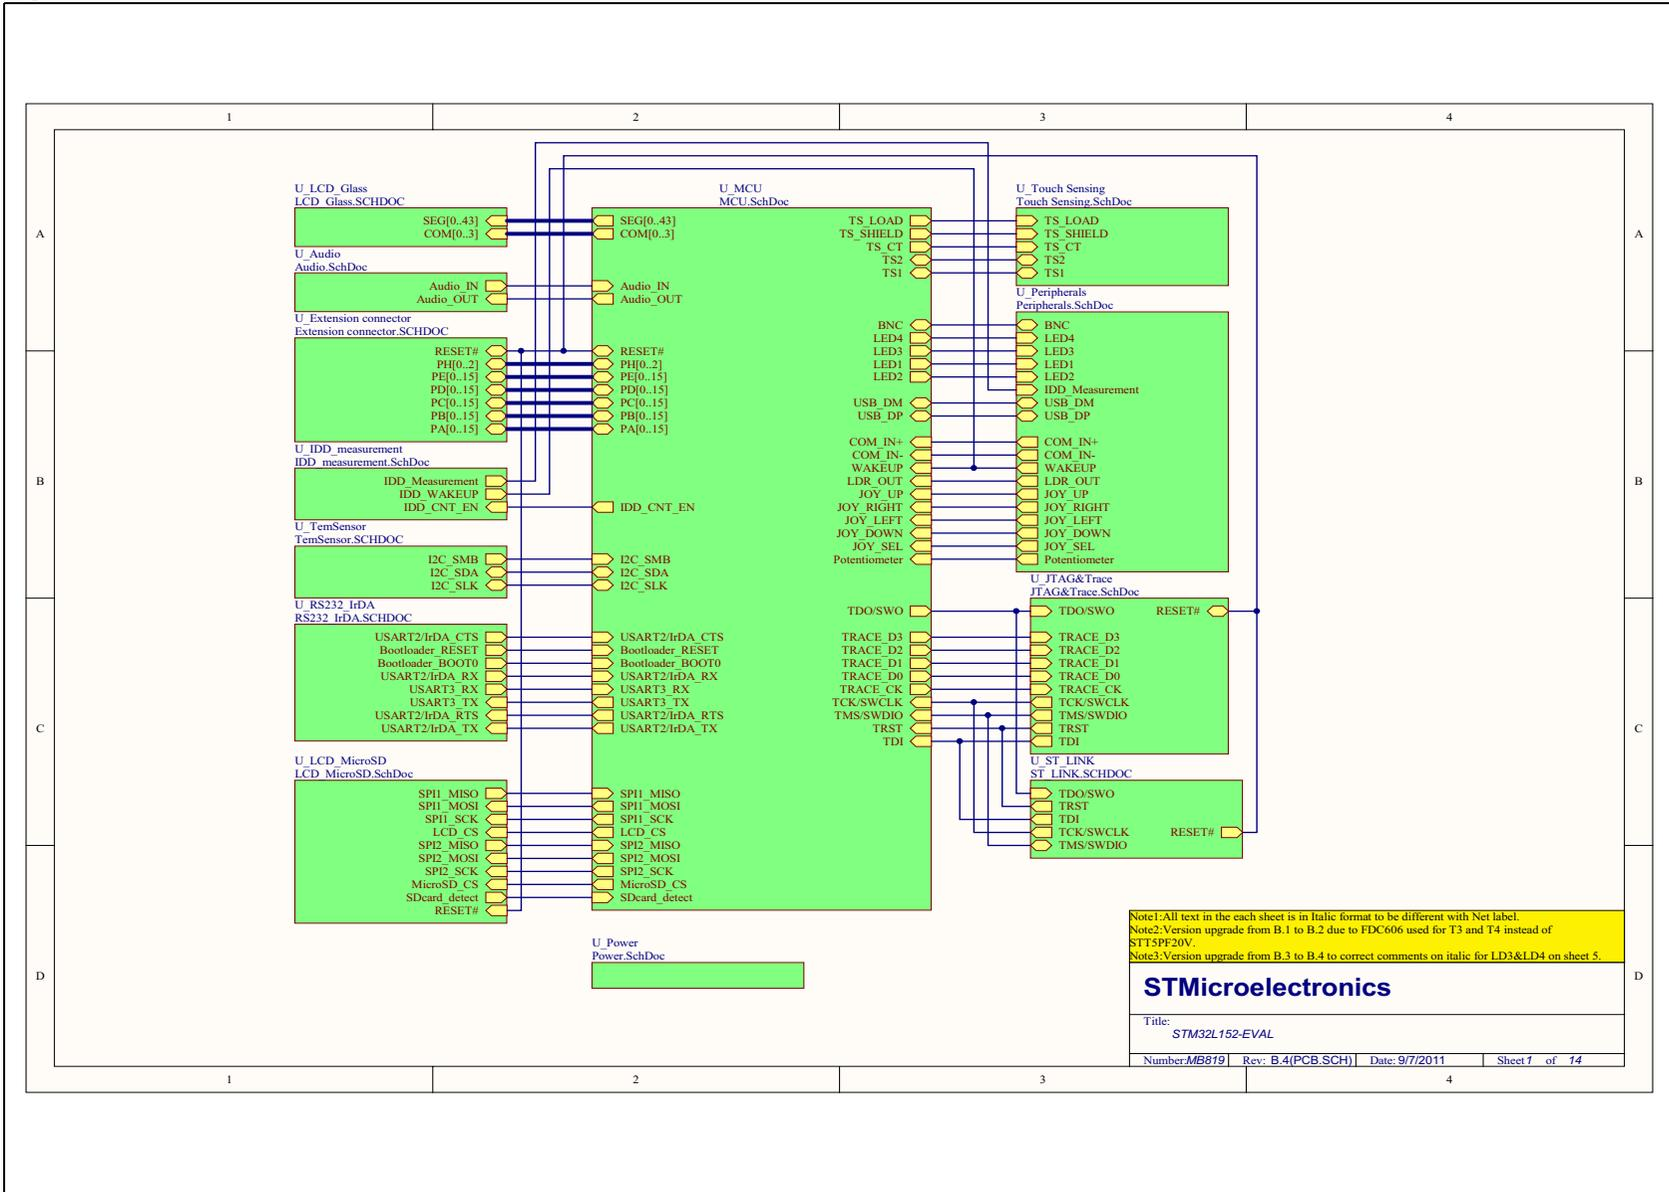 1 2 3 4
U_LCD_Glass
LCD_Glass.SCHDOC
SEG[0..43]
COM[0..3]
U_Audio
Audio.SchDoc
Audio_IN
Audio_OUT
U_Extension connector
Extension connector.SCHDOC
RESET#
PH[0..2]
PE[0..15]
PD[0..15]
PC[0..15]
PB[0..15]
PA[0..15]
U_IDD_measurement
IDD_measurement.SchDoc
IDD_Measurement
IDD_WAKEUP
IDD_CNT_EN
U_TemSensor
TemSensor.SCHDOC
I2C_SMB
I2C_SDA
I2C_SLK
U_RS232_IrDA
RS232_IrDA.SCHDOC
USART2/IrDA_CTS
Bootloader_RESET
Bootloader_BOOT0
USART2/IrDA_RX
USART3_RX
USART3_TX
USART2/IrDA_RTS
USART2/IrDA_TX
U_LCD_MicroSD
LCD_MicroSD.SchDoc
SPI1_MISO
SPI1_MOSI
SPI1_SCK
LCD_CS
SPI2_MISO
SPI2_MOSI
SPI2_SCK
MicroSD_CS
SDcard_detect
RESET#
U_MCU
MCU.SchDoc
SEG[0..43]
COM[0..3]
Audio_IN
Audio_OUT
RESET#
PH[0..2]
PE[0..15]
PD[0..15]
PC[0..15]
PB[0..15]
PA[0..15]
IDD_CNT_EN
I2C_SMB
I2C_SDA
I2C_SLK
USART2/IrDA_CTS
Bootloader_RESET
Bootloader_BOOT0
USART2/IrDA_RX
USART3_RX
USART3_TX
USART2/IrDA_RTS
USART2/IrDA_TX
SPI1_MISO
SPI1_MOSI
SPI1_SCK
LCD_CS
SPI2_MISO
SPI2_MOSI
SPI2_SCK
MicroSD_CS
SDcard_detect
TS_LOAD
TS_SHIELD
TS_CT
TS2
TS1
BNC
LED4
LED3
LED1
LED2
USB_DM
USB_DP
COM_IN+
COM_IN-
WAKEUP
LDR_OUT
JOY_UP
JOY_RIGHT
JOY_LEFT
JOY_DOWN
JOY_SEL
Potentiometer
TDO/SWO
TRACE_D3
TRACE_D2
TRACE_D1
TRACE_D0
TRACE_CK
TCK/SWCLK
TMS/SWDIO
TRST
TDI
U_Power
Power.SchDoc
U_Touch Sensing
Touch Sensing.SchDoc
TS_LOAD
TS_SHIELD
TS_CT
TS2
TS1
U_Peripherals
Peripherals.SchDoc
BNC
LED4
LED3
LED1
LED2
IDD_Measurement
USB_DM
USB_DP
COM_IN+
COM_IN-
WAKEUP
LDR_OUT
JOY_UP
JOY_RIGHT
JOY_LEFT
JOY_DOWN
JOY_SEL
Potentiometer
U_JTAG&Trace
JTAG&Trace.SchDoc
TDO/SWO RESET#
TRACE_D3
TRACE_D2
TRACE_D1
TRACE_D0
TRACE_CK
TCK/SWCLK
TMS/SWDIO
TRST
TDI
U_ST_LINK
ST_LINK.SCHDOC
TDO/SWO
TRST
TDI
TCK/SWCLK RESET#
TMS/SWDIO
A A
B B
C C
D D
Note1:All text in the each sheet is in Italic format to be different with Net label.
Note2:Version upgrade from B.1 to B.2 due to FDC606 used for T3 and T4 instead of
STT5PF20V.
Note3:Version upgrade from B.3 to B.4 to correct comments on italic for LD3&LD4 on sheet 5.
STMicroelectronics
Title:
STM32L152-EVAL
Number:MB819 Rev: B.4(PCB.SCH) Date: 9/7/2011 Sheet 1 of 14
1 2 3 4